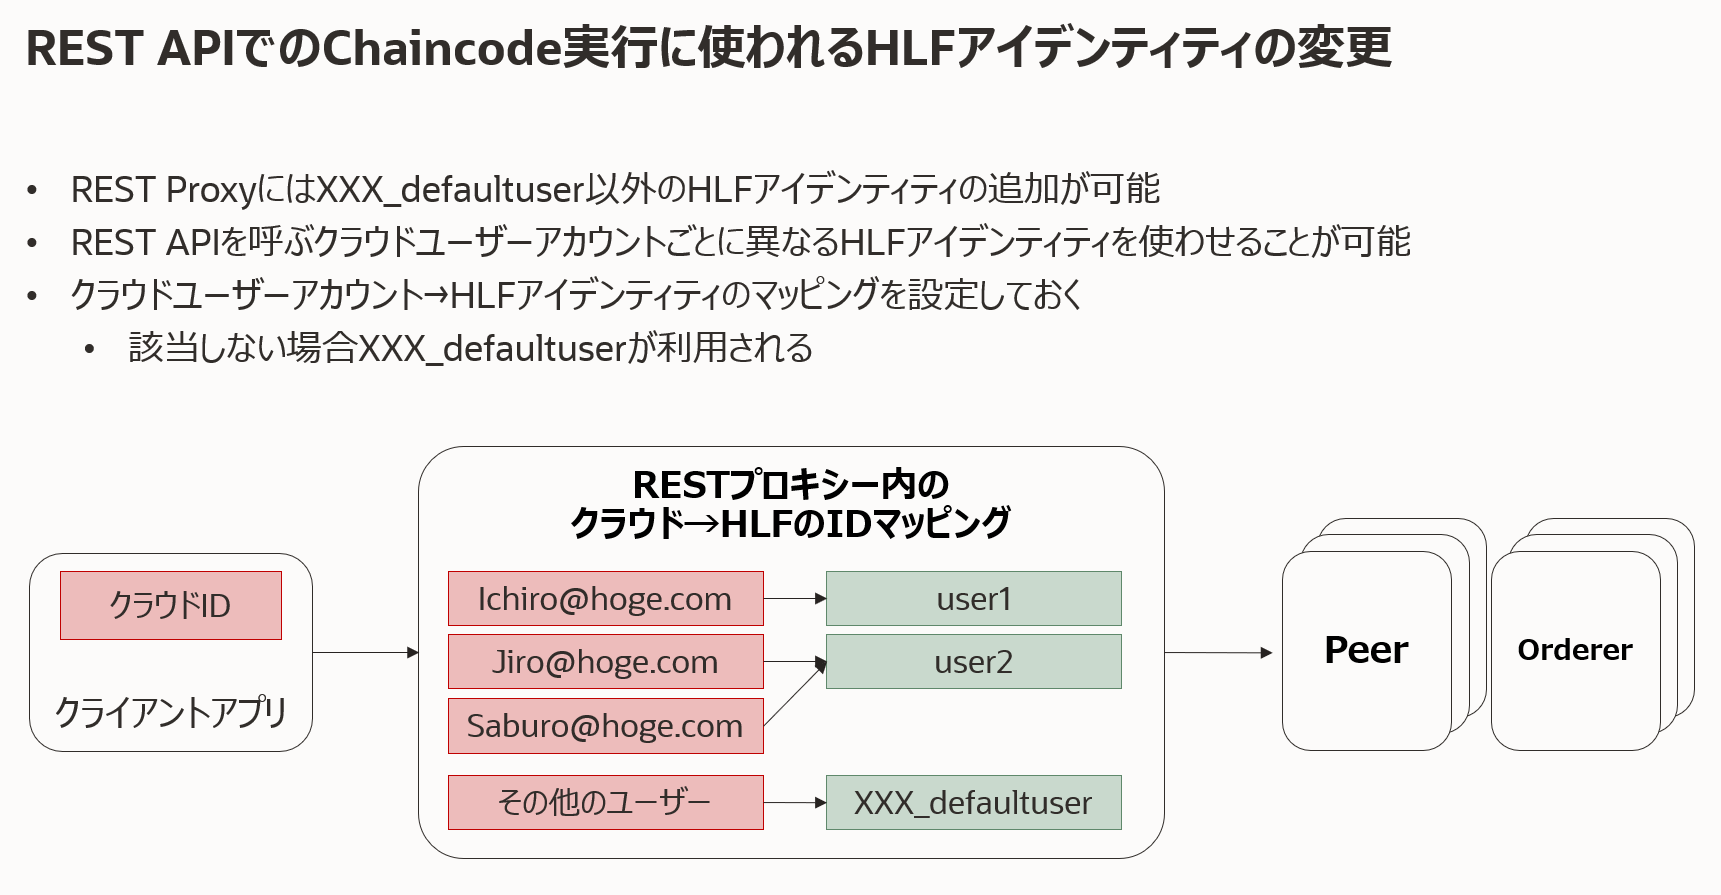 REST APIでのChaincode実行に使われるHLFアイデンティティの変更
• REST ProxyにはXXX_defaultuser以外のHLFアイデンティティの追加が可能
• REST APIを呼ぶクラウドユーザーアカウントごとに異なるHLFアイデンティティを使わせることが可能
• クラウドユーザーアカウント→HLFアイデンティティのマッピングを設定しておく
• 該当しない場合XXX_defaultuserが利用される
クラウドID
クライアントアプリ
RESTプロキシー内の
クラウド→HLFのIDマッピング
Ichiro@hoge.com
user1
Jiro@hoge.com
user2
Saburo@hoge.com
その他のユーザー
XXX_defaultuser
Peer
Orderer